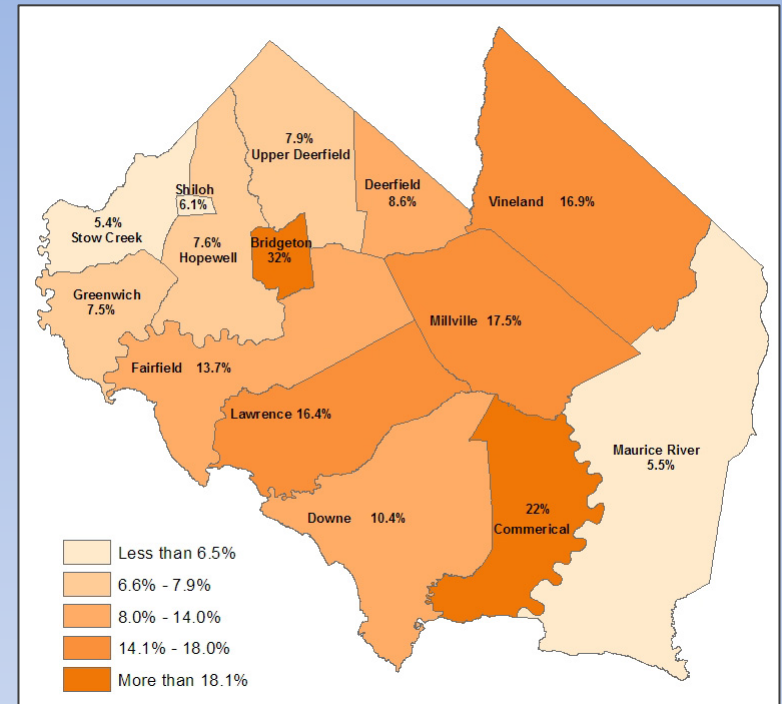 7.9%
Upper Deerfield
Deerfield
8.6%
Shiloh
6.1%
Vineland 16.9%
5.4%
Stow Creek
7.6%
Hopewell
Bridgeton
32%
Greenwich
7.5%
Millville 17.5%
Fairfield 13.7%
Lawrence 16.4%
Maurice River
5.5%
Downe 10.4%
22%
Commerical
Less than 6.5%
6.6% - 7.9%
8.0% - 14.0%
14.1% - 18.0%
More than 18.1%